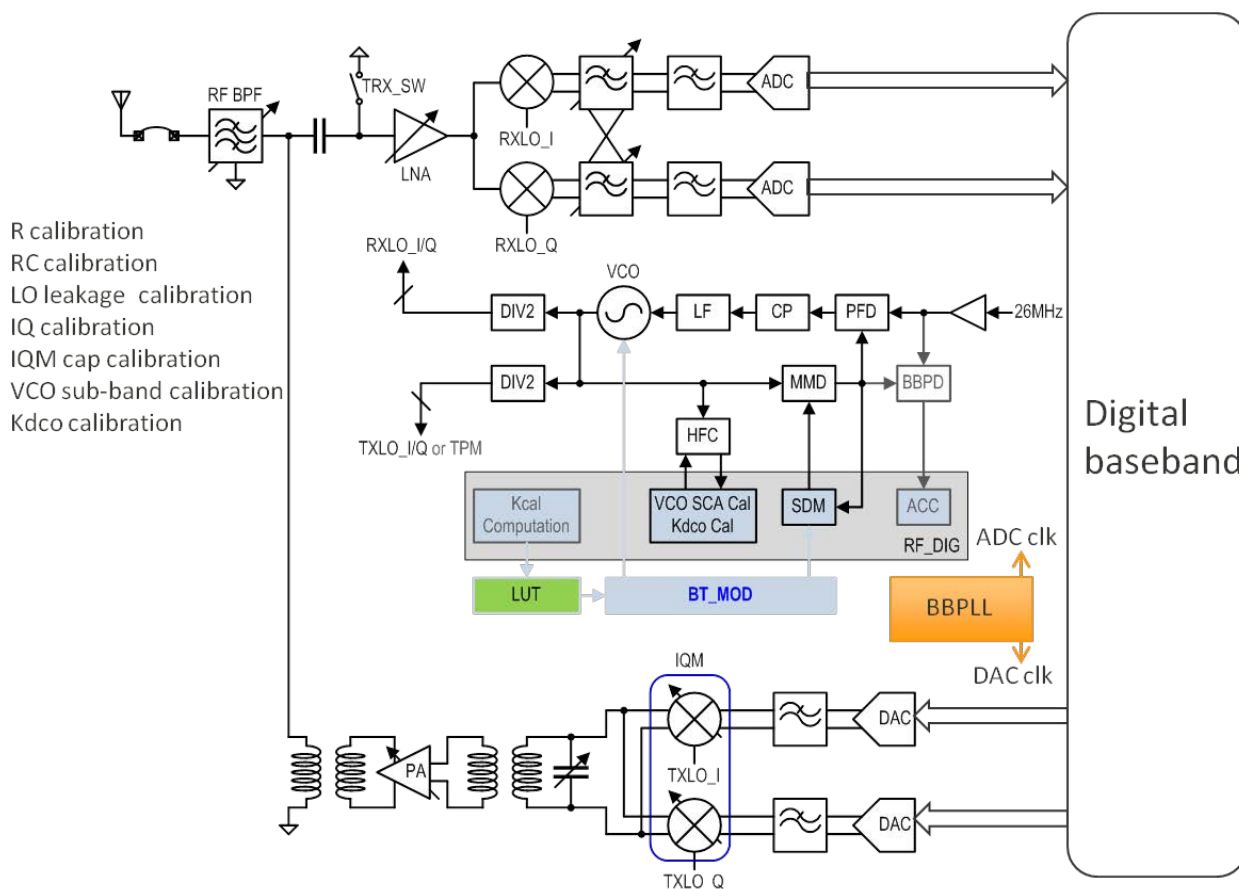 TRX_SW
RF BPF
LNA
RXLO_I
ADC
RXLO_Q
ADC
R calibration
RC calibration
LO leakage calibration
IQ calibration
IQM cap calibration
VCO sub-band calibration
Kdco calibration
RXLO_I/Q
VCO
DIV2
LF
CP
PFD
26MHz
DIV2
MMD
BBPD
TXLO_I/Q or TPM
HFC
Kcal
Computation
VCO SCA Cal
Kdco Cal
SDM
ACC
RF_DIG
LUT
BT_MOD
ADC clk
BBPLL
DAC clk
Digital
baseband
IQM
PA
TXLO_I
DAC
TXLO_Q
DAC